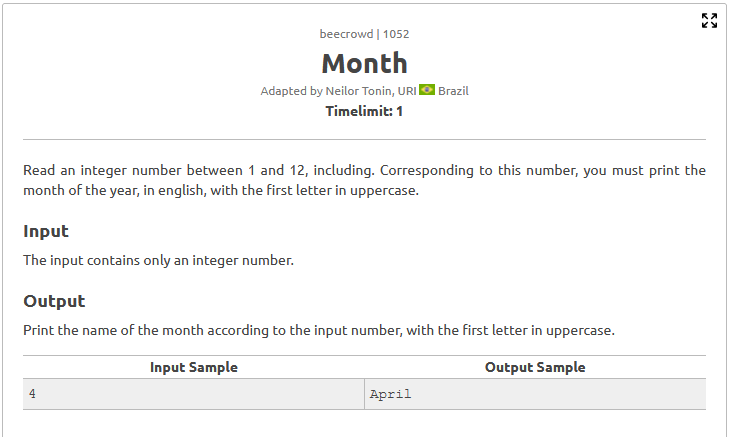 beecrowd | 1052
Month
Adapted by Neilor Tonin, URI Brazil
Timelimit: 1
Read an integer number between 1 and 12, including. Corresponding to this number, you must print the
month of the year, in english, with the first letter in uppercase.
Input
The input contains only an integer number.
Output
Print the name of the month according to the input number, with the first letter in uppercase.
Input Sample Output Sample
4 April